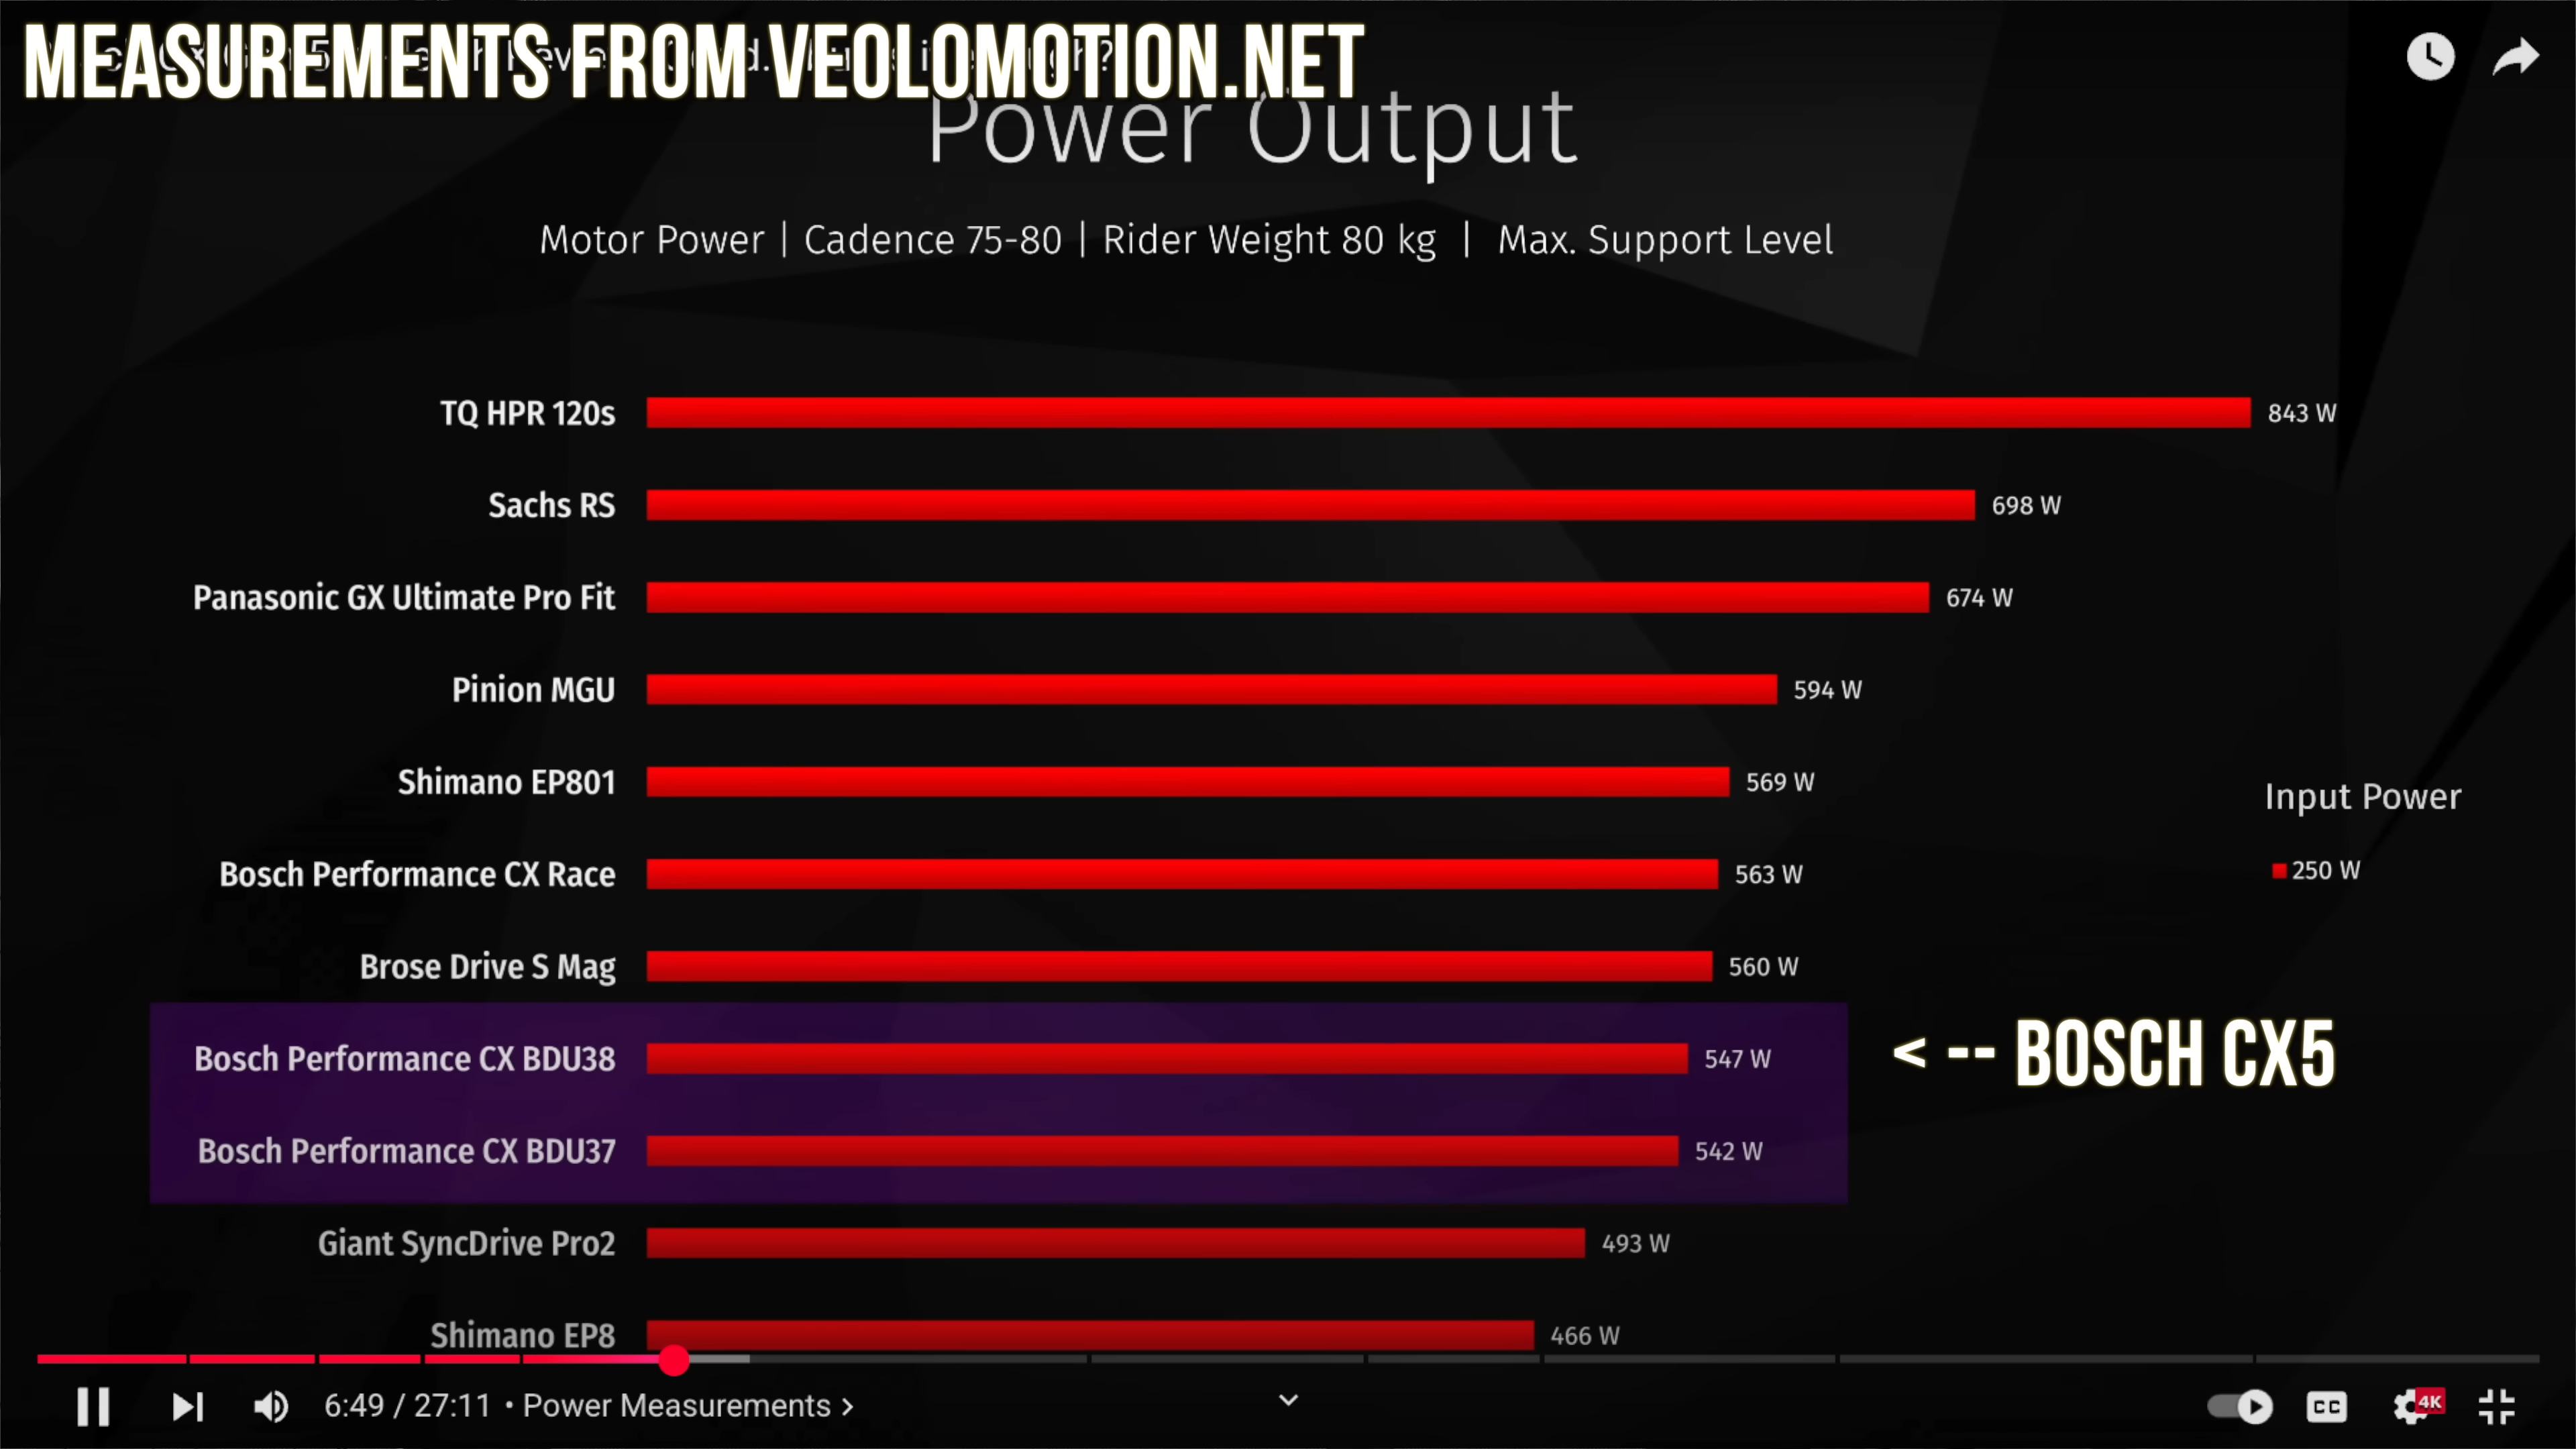 MEASUREMENTS FROM VEOLOMOTION.NET
Power Output
Motor Power | Cadence 75-80 | Rider Weight 80 kg | Max. Support Level
TQ HPR 120s 843 W
Sachs RS 698 W
Panasonic GX Ultimate Pro Fit 674 W
Pinion MGU 594 W
Shimano EP801 569 W
Input Power
Bosch Performance CX Race 563 W
250 W
Brose Drive S Mag 560 W
Bosch Performance CX BDU38 547 W
< -- BOSCH CX5
Bosch Performance CX BDU37 542 W
Giant SyncDrive Pro2 493 W
Shimano EP8 466 W
6:49 / 27:11 • Power Measurements >
CC
4K